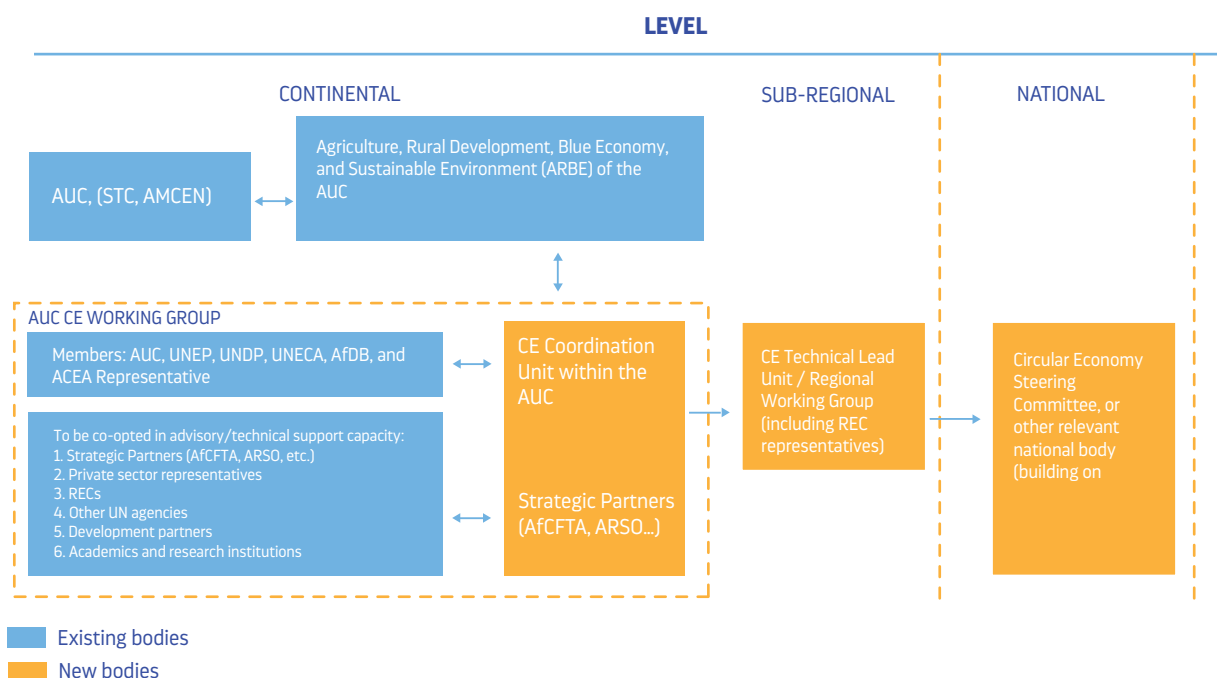 LEVEL
CONTINENTAL
SUB-REGIONAL
NATIONAL
AUC, (STC, AMCEN)
Agriculture, Rural Development, Blue Economy,
and Sustainable Environment (ARBE) of the
AUC
AUC CE WORKING GROUP
Members: AUC, UNEP, UNDP, UNECA, AfDB, and
ACEA Representative
To be co-opted in advisory/technical support capacity:
1. Strategic Partners (AfCFTA, ARSO, etc.)
2. Private sector representatives
3. RECs
4. Other UN agencies
5. Development partners
6. Academics and research institutions
CE Coordination
Unit within the
AUC
Strategic Partners
(AfCFTA, ARSO...)
CE Technical Lead
Unit / Regional
Working Group
(including REC
representatives)
Circular Economy
Steering
Committee, or
other relevant
national body
(building on
Existing bodies
New bodies